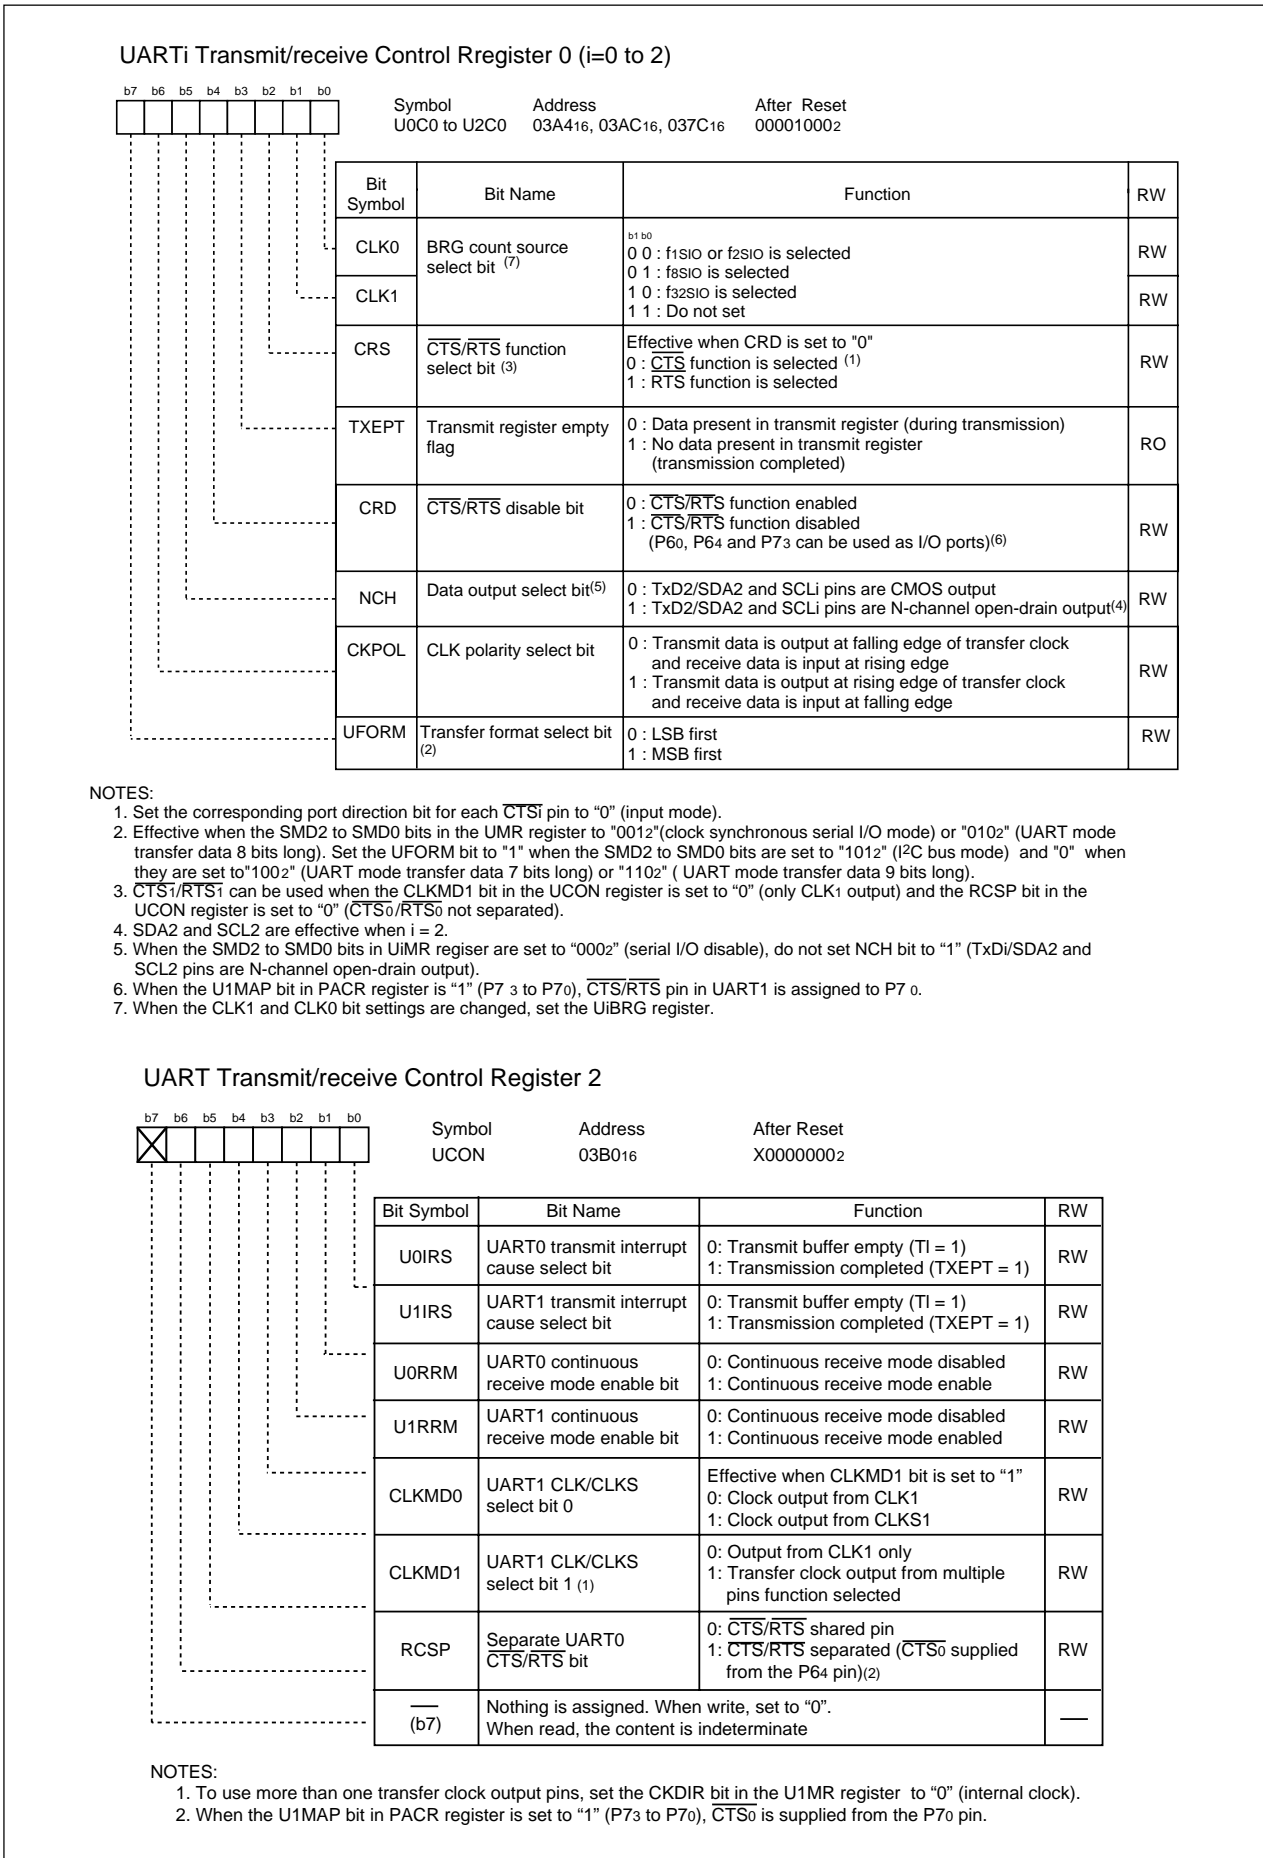 UARTi Transmit/receive Control Rregister 0 (i=0 to 2)
b7 b6 b5 b4 b3 b2 b1 b0
Symbol Address After Reset
U0C0 to U2C0 03A416, 03AC16, 037C16 000010002
Bit Symbol Bit Name Function RW
CLK0 BRG count source select bit (7) RW
CLK1 RW
b1 b0
0 0 : f1SIO or f2SIO is selected
0 1 : f8SIO is selected
1 0 : f32SIO is selected
1 1 : Do not set
CRS CTS/RTS function select bit (3) RW
Effective when CRD is set to "0"
0 : CTS function is selected (1)
1 : RTS function is selected
TXEPT Transmit register empty flag RO
0 : Data present in transmit register (during transmission)
1 : No data present in transmit register
(transmission completed)
CRD CTS/RTS disable bit RW
0 : CTS/RTS function enabled
1 : CTS/RTS function disabled
(P60, P64 and P73 can be used as I/O ports)(6)
NCH Data output select bit(5) RW
0 : TxD2/SDA2 and SCLi pins are CMOS output
1 : TxD2/SDA2 and SCLi pins are N-channel open-drain output(4)
CKPOL CLK polarity select bit RW
0 : Transmit data is output at falling edge of transfer clock
and receive data is input at rising edge
1 : Transmit data is output at rising edge of transfer clock
and receive data is input at falling edge
UFORM Transfer format select bit (2) RW
0 : LSB first
1 : MSB first
NOTES:
1. Set the corresponding port direction bit for each CTSi pin to “0” (input mode).
2. Effective when the SMD2 to SMD0 bits in the UMR register to "0012"(clock synchronous serial I/O mode) or "0102" (UART mode
transfer data 8 bits long). Set the UFORM bit to "1" when the SMD2 to SMD0 bits are set to "1012" (I2C bus mode) and "0" when
they are set to"1002" (UART mode transfer data 7 bits long) or "1102" ( UART mode transfer data 9 bits long).
3. CTS1/RTS1 can be used when the CLKMD1 bit in the UCON register is set to “0” (only CLK1 output) and the RCSP bit in the
UCON register is set to “0” (CTS0/RTS0 not separated).
4. SDA2 and SCL2 are effective when i = 2.
5. When the SMD2 to SMD0 bits in UiMR regiser are set to “0002” (serial I/O disable), do not set NCH bit to “1” (TxDi/SDA2 and
SCL2 pins are N-channel open-drain output).
6. When the U1MAP bit in PACR register is “1” (P7 3 to P70), CTS/RTS pin in UART1 is assigned to P7 0.
7. When the CLK1 and CLK0 bit settings are changed, set the UiBRG register.
UART Transmit/receive Control Register 2
b7 b6 b5 b4 b3 b2 b1 b0
Symbol Address After Reset
UCON 03B016 X00000002
Bit Symbol Bit Name Function RW
U0IRS UART0 transmit interrupt cause select bit RW
0: Transmit buffer empty (TI = 1)
1: Transmission completed (TXEPT = 1)
U1IRS UART1 transmit interrupt cause select bit RW
0: Transmit buffer empty (TI = 1)
1: Transmission completed (TXEPT = 1)
U0RRM UART0 continuous receive mode enable bit RW
0: Continuous receive mode disabled
1: Continuous receive mode enable
U1RRM UART1 continuous receive mode enable bit RW
0: Continuous receive mode disabled
1: Continuous receive mode enabled
CLKMD0 UART1 CLK/CLKS select bit 0 RW
Effective when CLKMD1 bit is set to “1”
0: Clock output from CLK1
1: Clock output from CLKS1
CLKMD1 UART1 CLK/CLKS select bit 1 (1) RW
0: Output from CLK1 only
1: Transfer clock output from multiple
pins function selected
RCSP Separate UART0 CTS/RTS bit RW
0: CTS/RTS shared pin
1: CTS/RTS separated (CTS0 supplied
from the P64 pin)(2)
(b7) Nothing is assigned. When write, set to “0”.
When read, the content is indeterminate
NOTES:
1. To use more than one transfer clock output pins, set the CKDIR bit in the U1MR register to “0” (internal clock).
2. When the U1MAP bit in PACR register is set to “1” (P73 to P70), CTS0 is supplied from the P70 pin.